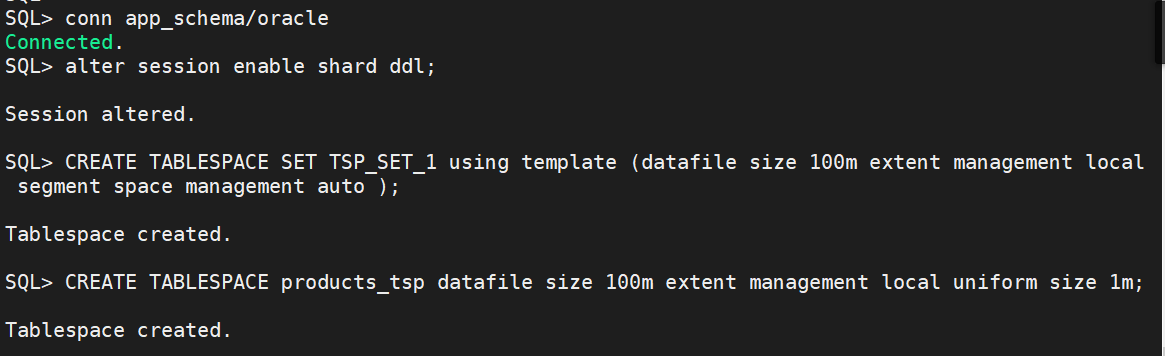 SQL> conn app_schema/oracle
Connected.
SQL> alter session enable shard ddl;
Session altered.
SQL> CREATE TABLESPACE SET TSP_SET_1 using template (datafile size 100m extent management local
segment space management auto );
Tablespace created.
SQL> CREATE TABLESPACE products_tsp datafile size 100m extent management local uniform size 1m;
Tablespace created.